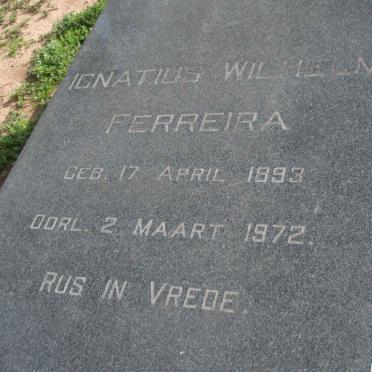 IGNATIUS WILHELM
FERREIRA
GEB. 17 APRIL 1893
OORL. 2 MAART 1972.
RUS IN VREDE.